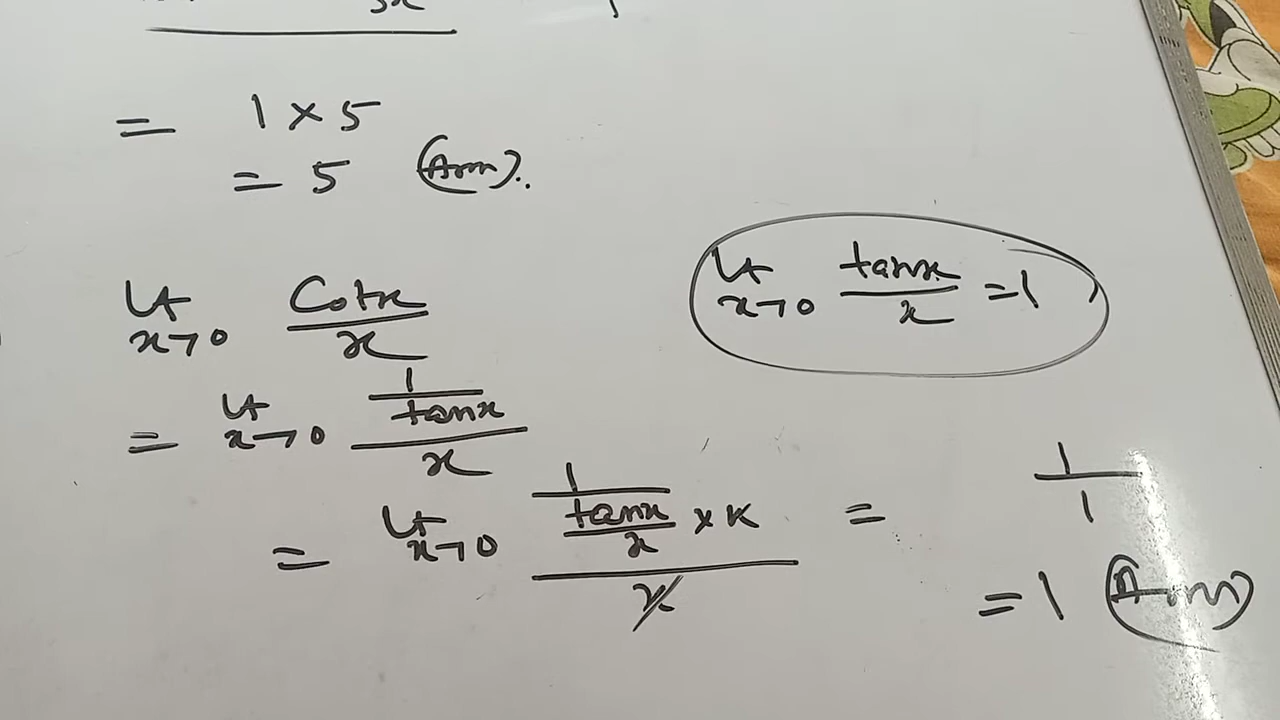 3x
= 1 × 5
= 5 (Ans).
Lt x→0 cotx/x
Lt x→0 tanx/x = 1
= Lt x→0 (1/tanx)/x
= Lt x→0 (1/(tanx/x × x))/x = 1/1
= 1 (Ans)